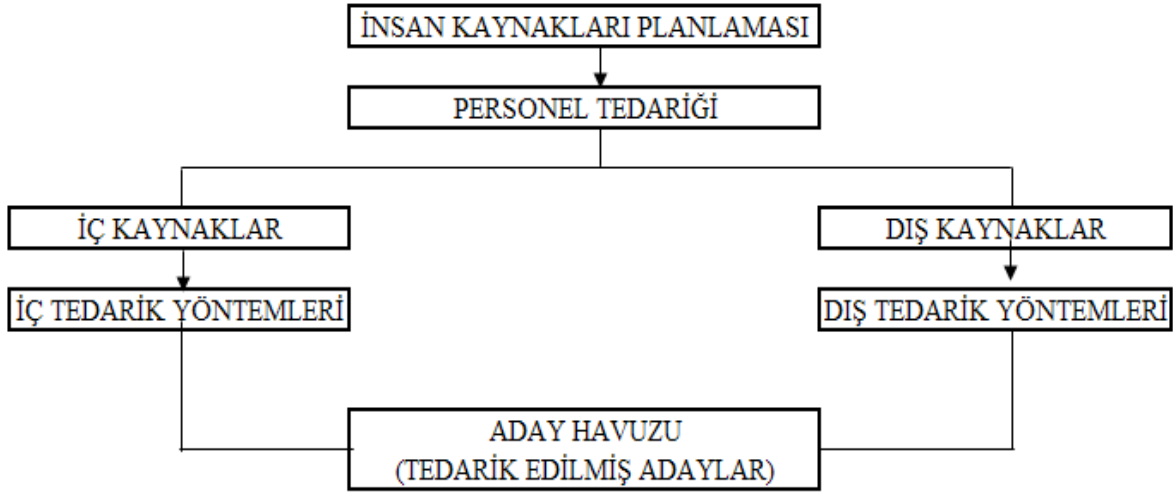 İNSAN KAYNAKLARI PLANLAMASI
PERSONEL TEDARİĞİ
İÇ KAYNAKLAR
DIŞ KAYNAKLAR
İÇ TEDARİK YÖNTEMLERİ
DIŞ TEDARİK YÖNTEMLERİ
ADAY HAVUZU
(TEDARİK EDİLMİŞ ADAYLAR)